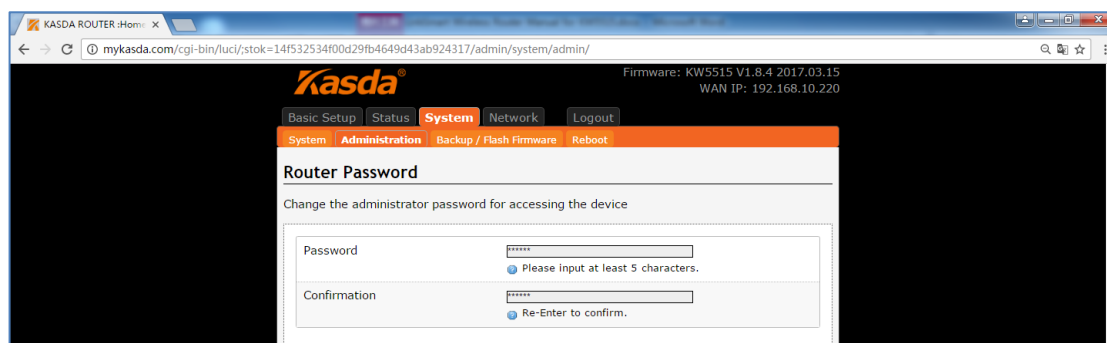 KASDA ROUTER :Home
mykasda.com/cgi-bin/luci/;stok=14f532534f00d29fb4649d43ab924317/admin/system/admin/
Kasda®
Firmware: KW5515 V1.8.4 2017.03.15
WAN IP: 192.168.10.220
Basic Setup Status System Network Logout
System Administration Backup / Flash Firmware Reboot
Router Password
Change the administrator password for accessing the device
Password ******
Please input at least 5 characters.
Confirmation ******
Re-Enter to confirm.